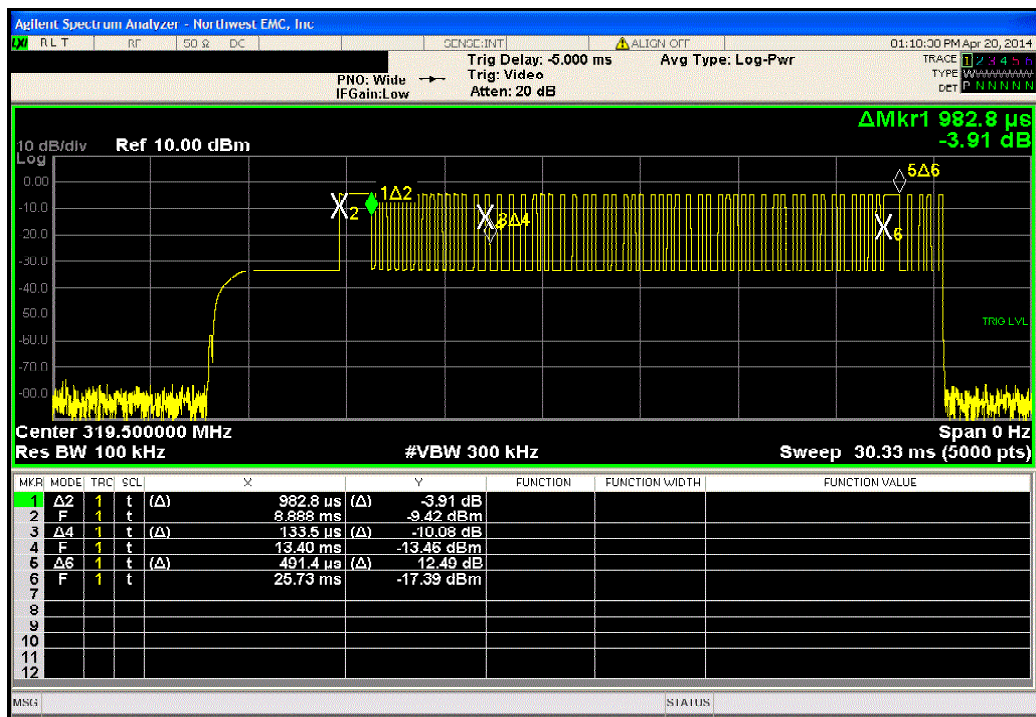 Agilent Spectrum Analyzer - Northwest EMC, Inc
LXI RLT RF 50 Ω DC SENSE:INT ALIGN OFF 01:10:30 PM Apr 20, 2014
PNO: Wide
IFGain:Low
Trig Delay: -5.000 ms
Trig: Video
Atten: 20 dB
Avg Type: Log-Pwr
TRACE 1 2 3 4 5 6
TYPE WWWWWW
DET P N N N N N
ΔMkr1 982.8 µs
-3.91 dB
10 dB/div Ref 10.00 dBm
Log
0.00
-10.0
-20.0
-30.0
-40.0
50.0
-60.0
-70.0
-80.0
2
1Δ2
3Δ4
5Δ6
6
TRIG LVL
Center 319.500000 MHz Span 0 Hz
Res BW 100 kHz #VBW 300 kHz Sweep 30.33 ms (5000 pts)
MKR MODE TRC SCL X Y FUNCTION FUNCTION WIDTH FUNCTION VALUE
1 Δ2 1 t (Δ) 982.8 µs (Δ) -3.91 dB
2 F 1 t 8.888 ms -9.42 dBm
3 Δ4 1 t (Δ) 133.5 µs (Δ) -10.08 dB
4 F 1 t 13.40 ms -13.46 dBm
5 Δ6 1 t (Δ) 491.4 µs (Δ) 12.49 dB
6 F 1 t 25.73 ms -17.39 dBm
7
8
9
10
11
12
MSG STATUS